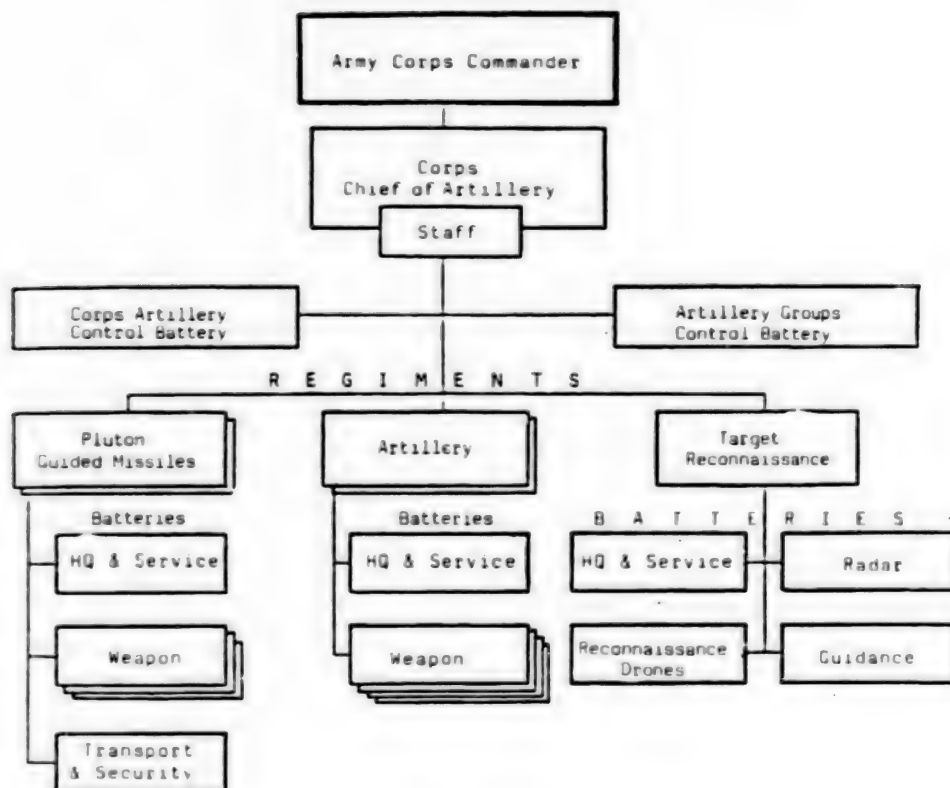 Army Corps Commander
Corps
Chief of Artillery
Staff
Corps Artillery
Control Battery
Artillery Groups
Control Battery
REGIMENTS
Pluton
Guided Missiles
Artillery
Target
Reconnaissance
Batteries
Batteries
BATTERIES
HQ & Service
HQ & Service
HQ & Service
Radar
Weapon
Weapon
Reconnaissance
Drones
Guidance
Transport
& Security